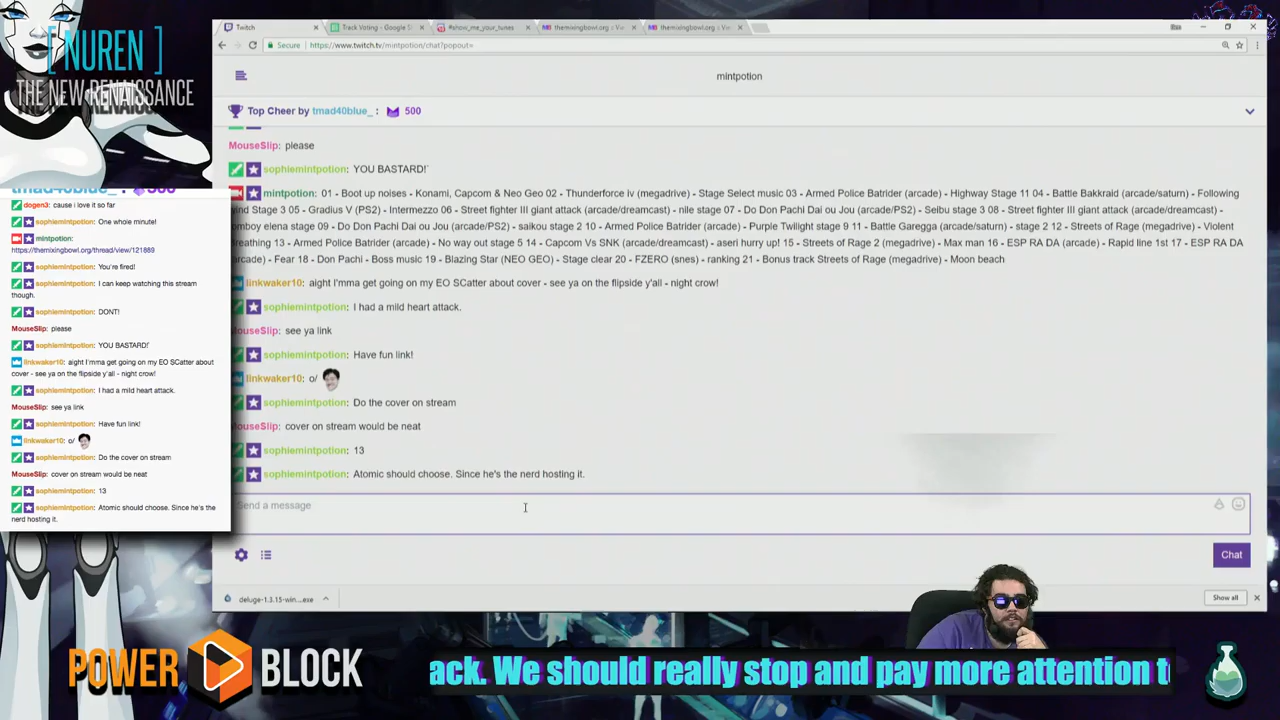 [ NUREN ]
THE NEW RENAISSANCE
Twitch
Track Voting - Google S
#show_me_your_tunes
themixingbowl.org :: Vi
themixingbowl.org :: Vi
Secure
https://www.twitch.tv/mintpotion/chat?popout=
mintpotion
Top Cheer by tmad40blue_ : 500
MouseSlip: please
sophiemintpotion: YOU BASTARD!`
mintpotion: 01 - Boot up noises - Konami, Capcom & Neo Geo 02 - Thunderforce iv (megadrive) - Stage Select music 03 - Armed Police Batrider (arcade) - Highway Stage 11 04 - Battle Bakkraid (arcade/saturn) - Following
ind Stage 3 05 - Gradius V (PS2) - Intermezzo 06 - Street fighter III giant attack (arcade/dreamcast) - nile stage 07 - Do Don Pachi Dai ou Jou (arcade/PS2) - Seibu stage 3 08 - Street fighter III giant attack (arcade/dreamcast) -
omboy elena stage 09 - Do Don Pachi Dai ou Jou (arcade/PS2) - saikou stage 2 10 - Armed Police Batrider (arcade) - Purple Twilight stage 9 11 - Battle Garegga (arcade/saturn) - stage 2 12 - Streets of Rage (megadrive) - Violent
reathing 13 - Armed Police Batrider (arcade) - No way out stage 5 14 - Capcom Vs SNK (arcade/dreamcast) - asem hurry up! 15 - Streets of Rage 2 (megadrive) - Max man 16 - ESP RA DA (arcade) - Rapid line 1st 17 - ESP RA DA
arcade) - Fear 18 - Don Pachi - Boss music 19 - Blazing Star (NEO GEO) - Stage clear 20 - FZERO (snes) - ranking 21 - Bonus track Streets of Rage (megadrive) - Moon beach
linkwaker10: aight I'mma get going on my EO SCatter about cover - see ya on the flipside y'all - night crow!
sophiemintpotion: I had a mild heart attack.
ouseSlip: see ya link
sophiemintpotion: Have fun link!
linkwaker10: o/
sophiemintpotion: Do the cover on stream
ouseSlip: cover on stream would be neat
sophiemintpotion: 13
sophiemintpotion: Atomic should choose. Since he's the nerd hosting it.
Send a message
Chat
deluge-1.3.15-win....exe
Show all
tmad40blue_ : 500
dogen3: cause i love it so far
sophiemintpotion: One whole minute!
mintpotion:
https://themixingbowl.org/thread/view/121889
sophiemintpotion: You're fired!
sophiemintpotion: I can keep watching this stream
though.
sophiemintpotion: DONT!
MouseSlip: please
sophiemintpotion: YOU BASTARD!`
linkwaker10: aight I'mma get going on my EO SCatter about
cover - see ya on the flipside y'all - night crow!
sophiemintpotion: I had a mild heart attack.
MouseSlip: see ya link
sophiemintpotion: Have fun link!
linkwaker10: o/
sophiemintpotion: Do the cover on stream
MouseSlip: cover on stream would be neat
sophiemintpotion: 13
sophiemintpotion: Atomic should choose. Since he's the
nerd hosting it.
POWER BLOCK
ack. We should really stop and pay more attention t